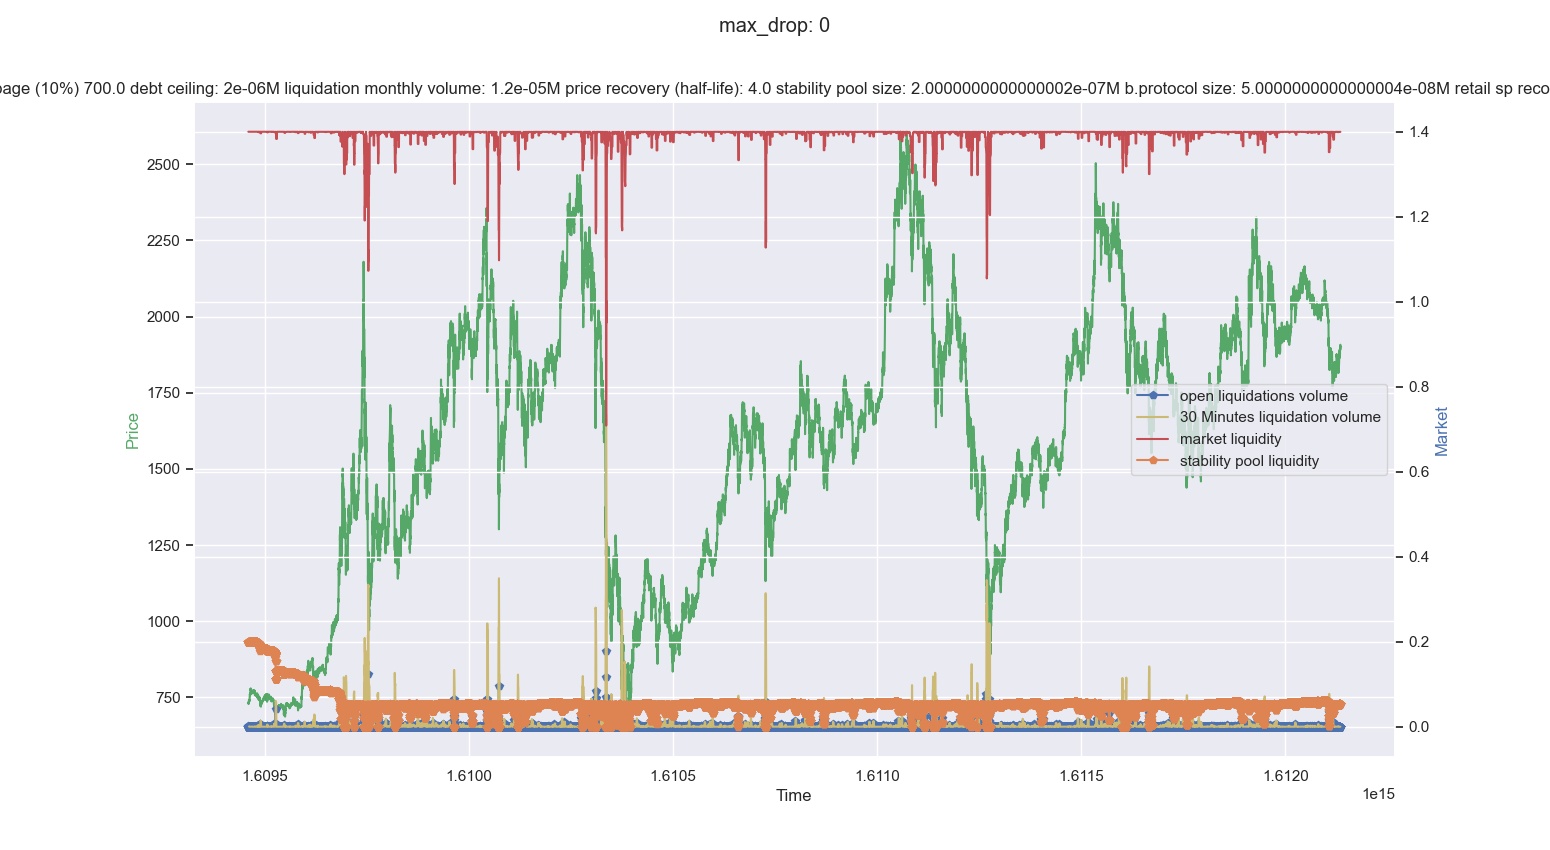 max_drop: 0
page (10%) 700.0 debt ceiling: 2e-06M liquidation monthly volume: 1.2e-05M price recovery (half-life): 4.0 stability pool size: 2.0000000000000002e-07M b.protocol size: 5.0000000000000004e-08M retail sp reco
2500
2250
2000
1750
1500
1250
1000
750
Price
1.4
1.2
1.0
0.8
0.6
0.4
0.2
0.0
Market
open liquidations volume
30 Minutes liquidation volume
market liquidity
stability pool liquidity
1.6095
1.6100
1.6105
1.6110
1.6115
1.6120
Time
1e15